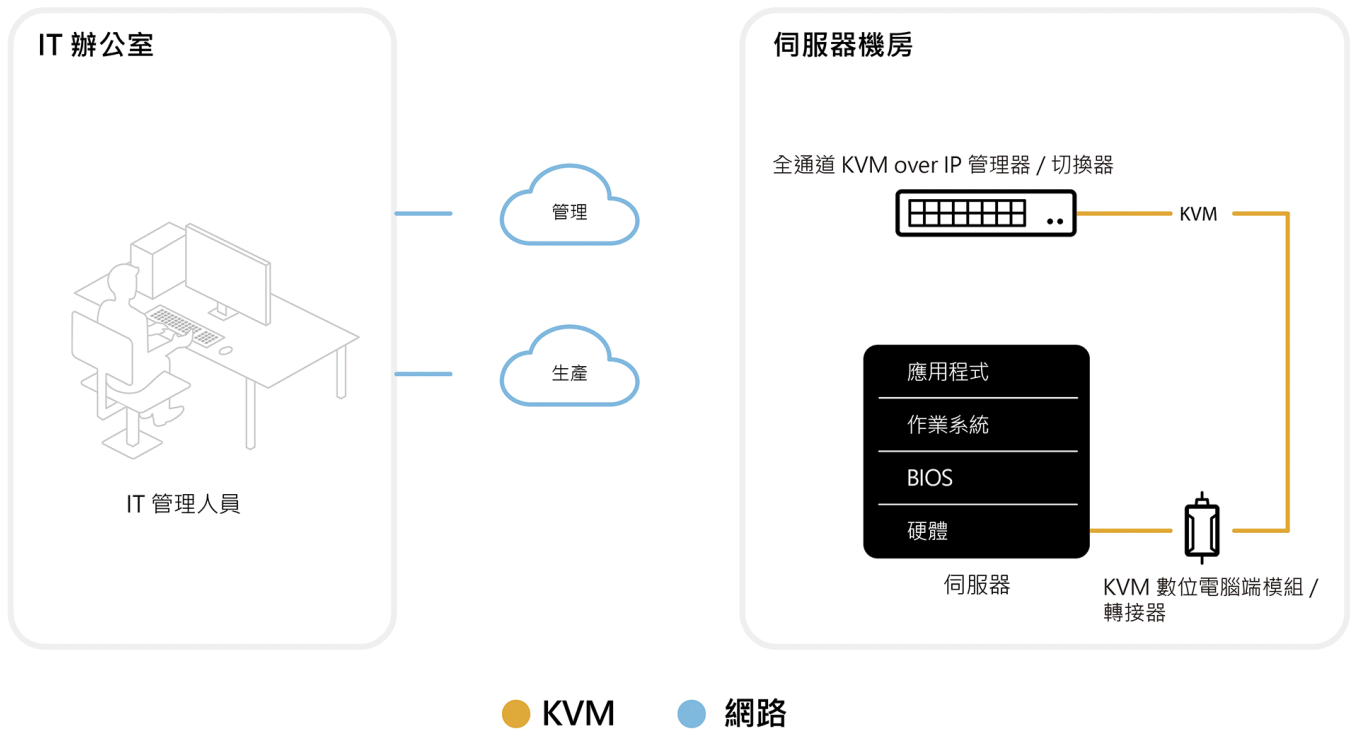 IT 辦公室
伺服器機房
全通道 KVM over IP 管理器 / 切換器
管理
KVM
生產
應用程式
作業系統
BIOS
硬體
IT 管理人員
伺服器
KVM 數位電腦端模組 /
轉接器
KVM
網路